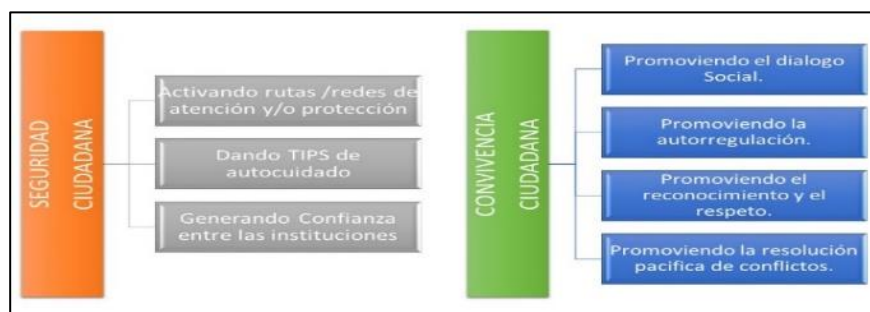 SEGURIDAD
CIUDADANA
Activando rutas /redes de
atención y/o protección
Dando TIPS de
autocuidado
Generando Confianza
entre las instituciones
CONVIVENCIA
CIUDADANA
Promoviendo el dialogo
Social.
Promoviendo la
autorregulación.
Promoviendo el
reconocimiento y el
respeto.
Promoviendo la resolución
pacifica de conflictos.